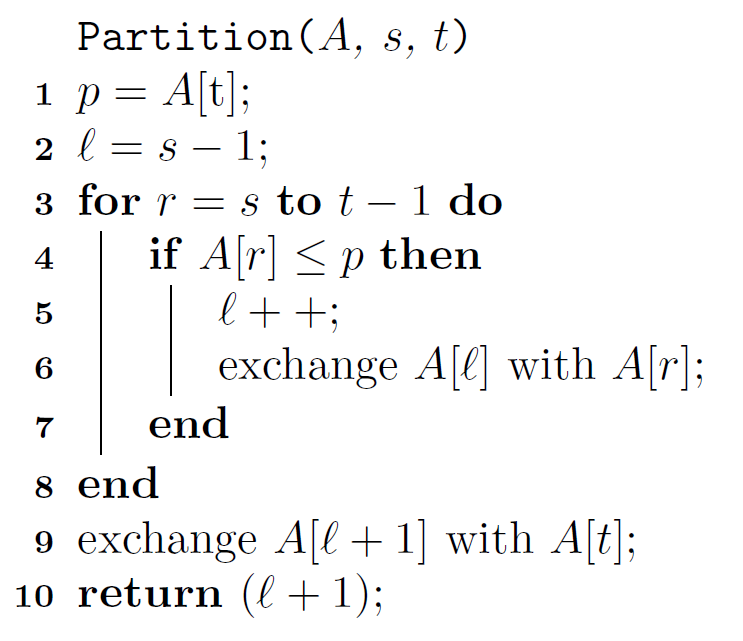 Partition(A, s, t)
1 p = A[t];
2 ℓ = s − 1;
3 for r = s to t − 1 do
4 if A[r] ≤ p then
5 ℓ + +;
6 exchange A[ℓ] with A[r];
7 end
8 end
9 exchange A[ℓ + 1] with A[t];
10 return (ℓ + 1);